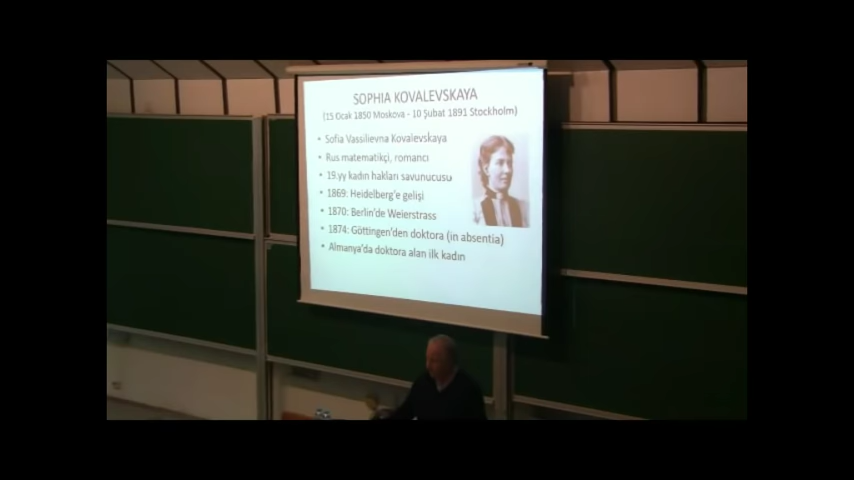 SOPHIA KOVALEVSKAYA
(15 Ocak 1850 Moskova - 10 Şubat 1891 Stockholm)
• Sofia Vassilievna Kovalevskaya
• Rus matematikçi, romancı
• 19.yy kadın hakları savunucusu
• 1869: Heidelberg'e gelişi
• 1870: Berlin'de Weierstrass
• 1874: Göttingen'den doktora (in absentia)
• Almanya'da doktora alan ilk kadın